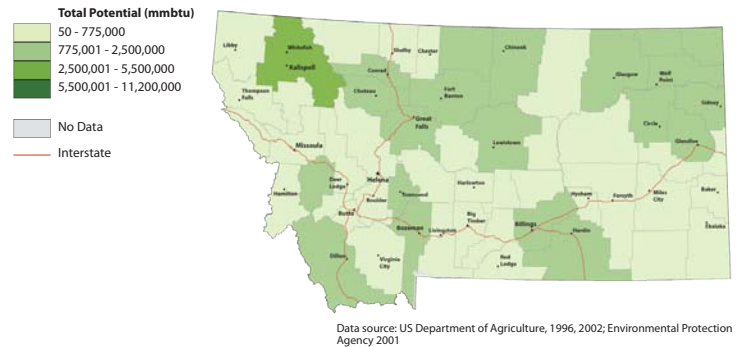 Total Potential (mmbtu)
50 - 775,000
775,001 - 2,500,000
2,500,001 - 5,500,000
5,500,001 - 11,200,000
No Data
Interstate
Libby
Whitefish
Kalispell
Thompson
Falls
Shelby
Chester
Chinook
Conrad
Choteau
Fort
Benton
Great
Falls
Glasgow
Wolf
Point
Sidney
Circle
Glendive
Lewistown
Missoula
Hamilton
Deer
Lodge
Helena
Boulder
Townsend
Butte
Harlowton
Bozeman
Livingston
Big
Timber
Billings
Hardin
Hysham
Forsyth
Miles
City
Baker
Ekalaka
Red
Lodge
Dillon
Virginia
City
Data source: US Department of Agriculture, 1996, 2002; Environmental Protection
Agency 2001